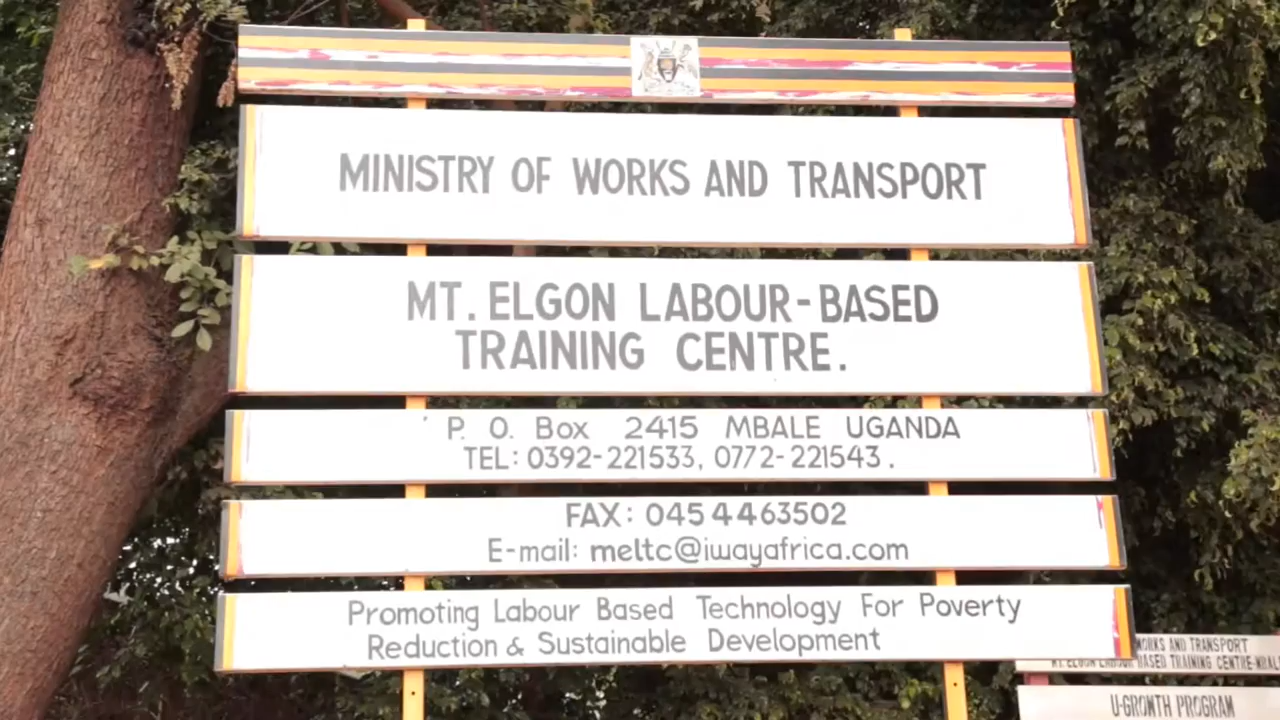 MINISTRY OF WORKS AND TRANSPORT
MT. ELGON LABOUR-BASED
TRAINING CENTRE.
P. O. Box 2415 MBALE UGANDA
TEL: 0392-221533, 0772-221543.
FAX: 045 4463502
E-mail: meltc@iwayafrica.com
Promoting Labour Based Technology For Poverty
Reduction & Sustainable Development
WORKS AND TRANSPORT
MT. ELGON LABOUR BASED TRAINING CENTRE-MBALE
U-GROWTH PROGRAM